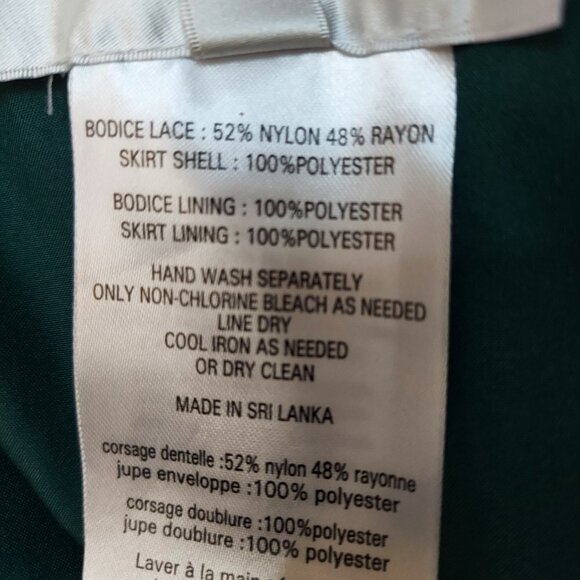 BODICE LACE : 52% NYLON 48% RAYON
SKIRT SHELL : 100%POLYESTER
BODICE LINING : 100%POLYESTER
SKIRT LINING : 100%POLYESTER
HAND WASH SEPARATELY
ONLY NON-CHLORINE BLEACH AS NEEDED
LINE DRY
COOL IRON AS NEEDED
OR DRY CLEAN
MADE IN SRI LANKA
corsage dentelle :52% nylon 48% rayonne
jupe enveloppe :100% polyester
corsage doublure :100%polyester
jupe doublure :100% polyester
Laver à la main